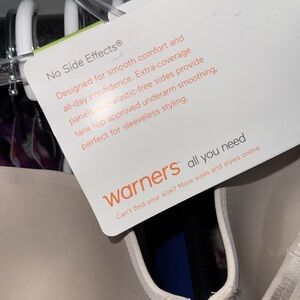 No Side Effects®
Designed for smooth comfort and
all-day confidence. Extra-coverage
panels & elastic-free sides provide
tank top approved underarm smoothing,
perfect for sleeveless styling.
warners® all you need
Can't find your size? More sizes and styles online